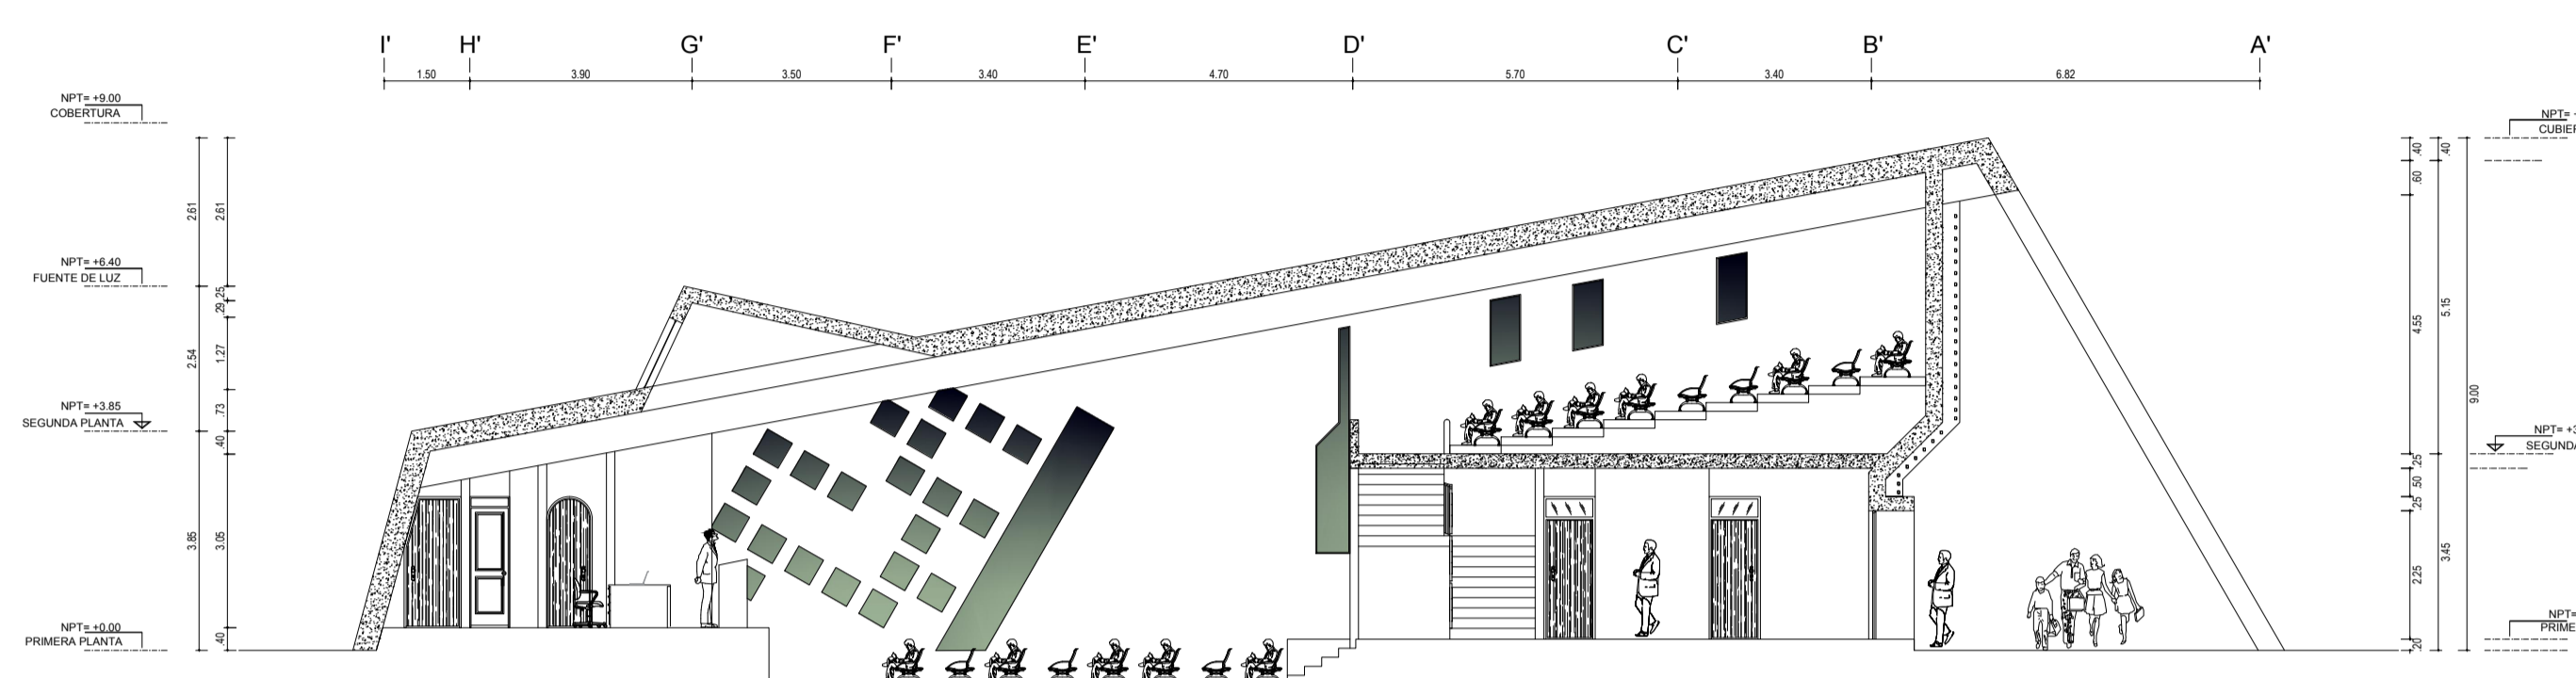 I' H' G' F' E' D' C' B' A'
1.50 3.90 3.50 3.40 4.70 5.70 3.40 6.82
NPT= +9.00
COBERTURA
NPT= +6.40
FUENTE DE LUZ
NPT= +3.85
SEGUNDA PLANTA
NPT= +0.00
PRIMERA PLANTA
2.61
2.54
3.85
2.61
.25
.29
1.27
.73
.40
3.05
.40
.40
.60
4.55
.25
.50
.25
2.25
.20
.40
5.15
3.45
9.00
NPT= +
CUBIER
NPT= +3
SEGUNDA
NPT=
PRIME